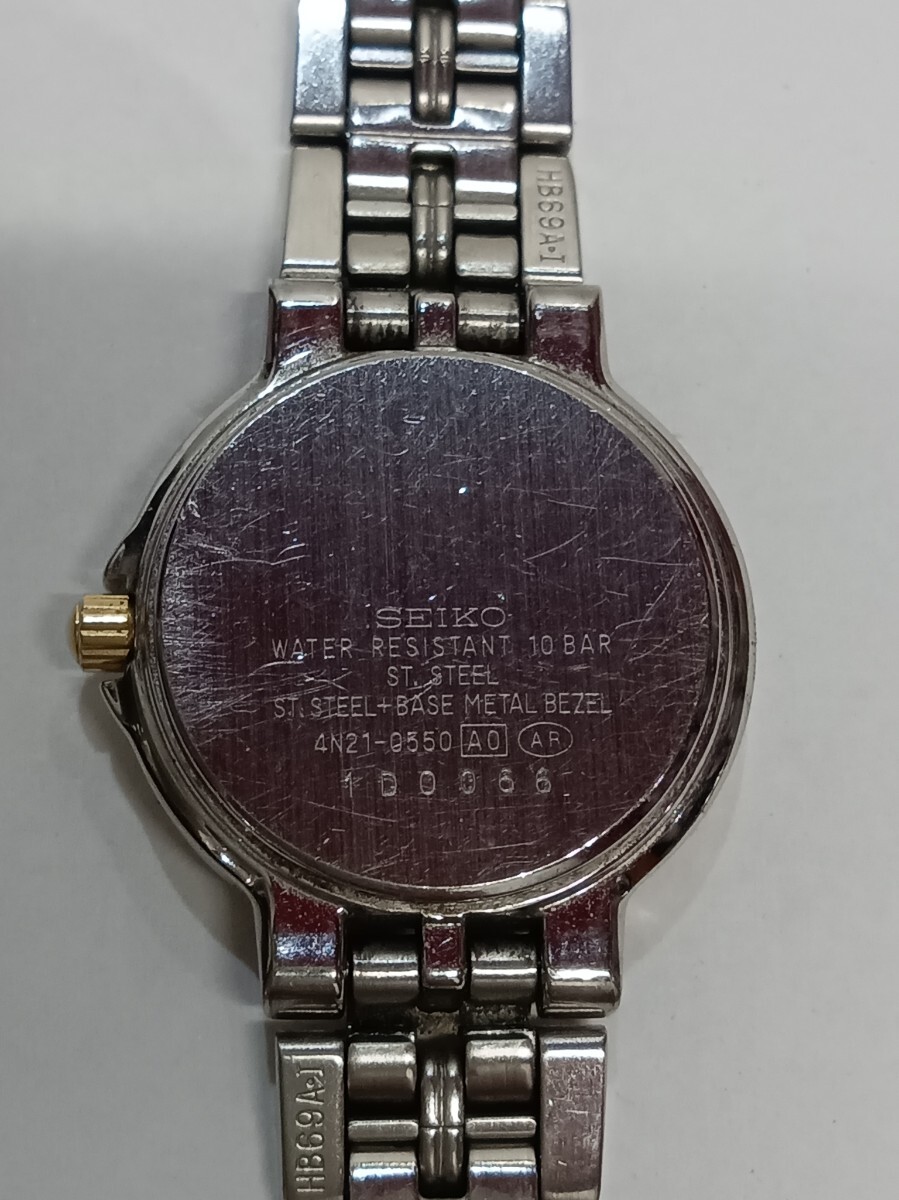 HB69A•I
SEIKO
WATER RESISTANT 10 BAR
ST. STEEL
ST. STEEL+BASE METAL BEZEL
4N21-0550 A0 AR
1D0066
HB69A•I